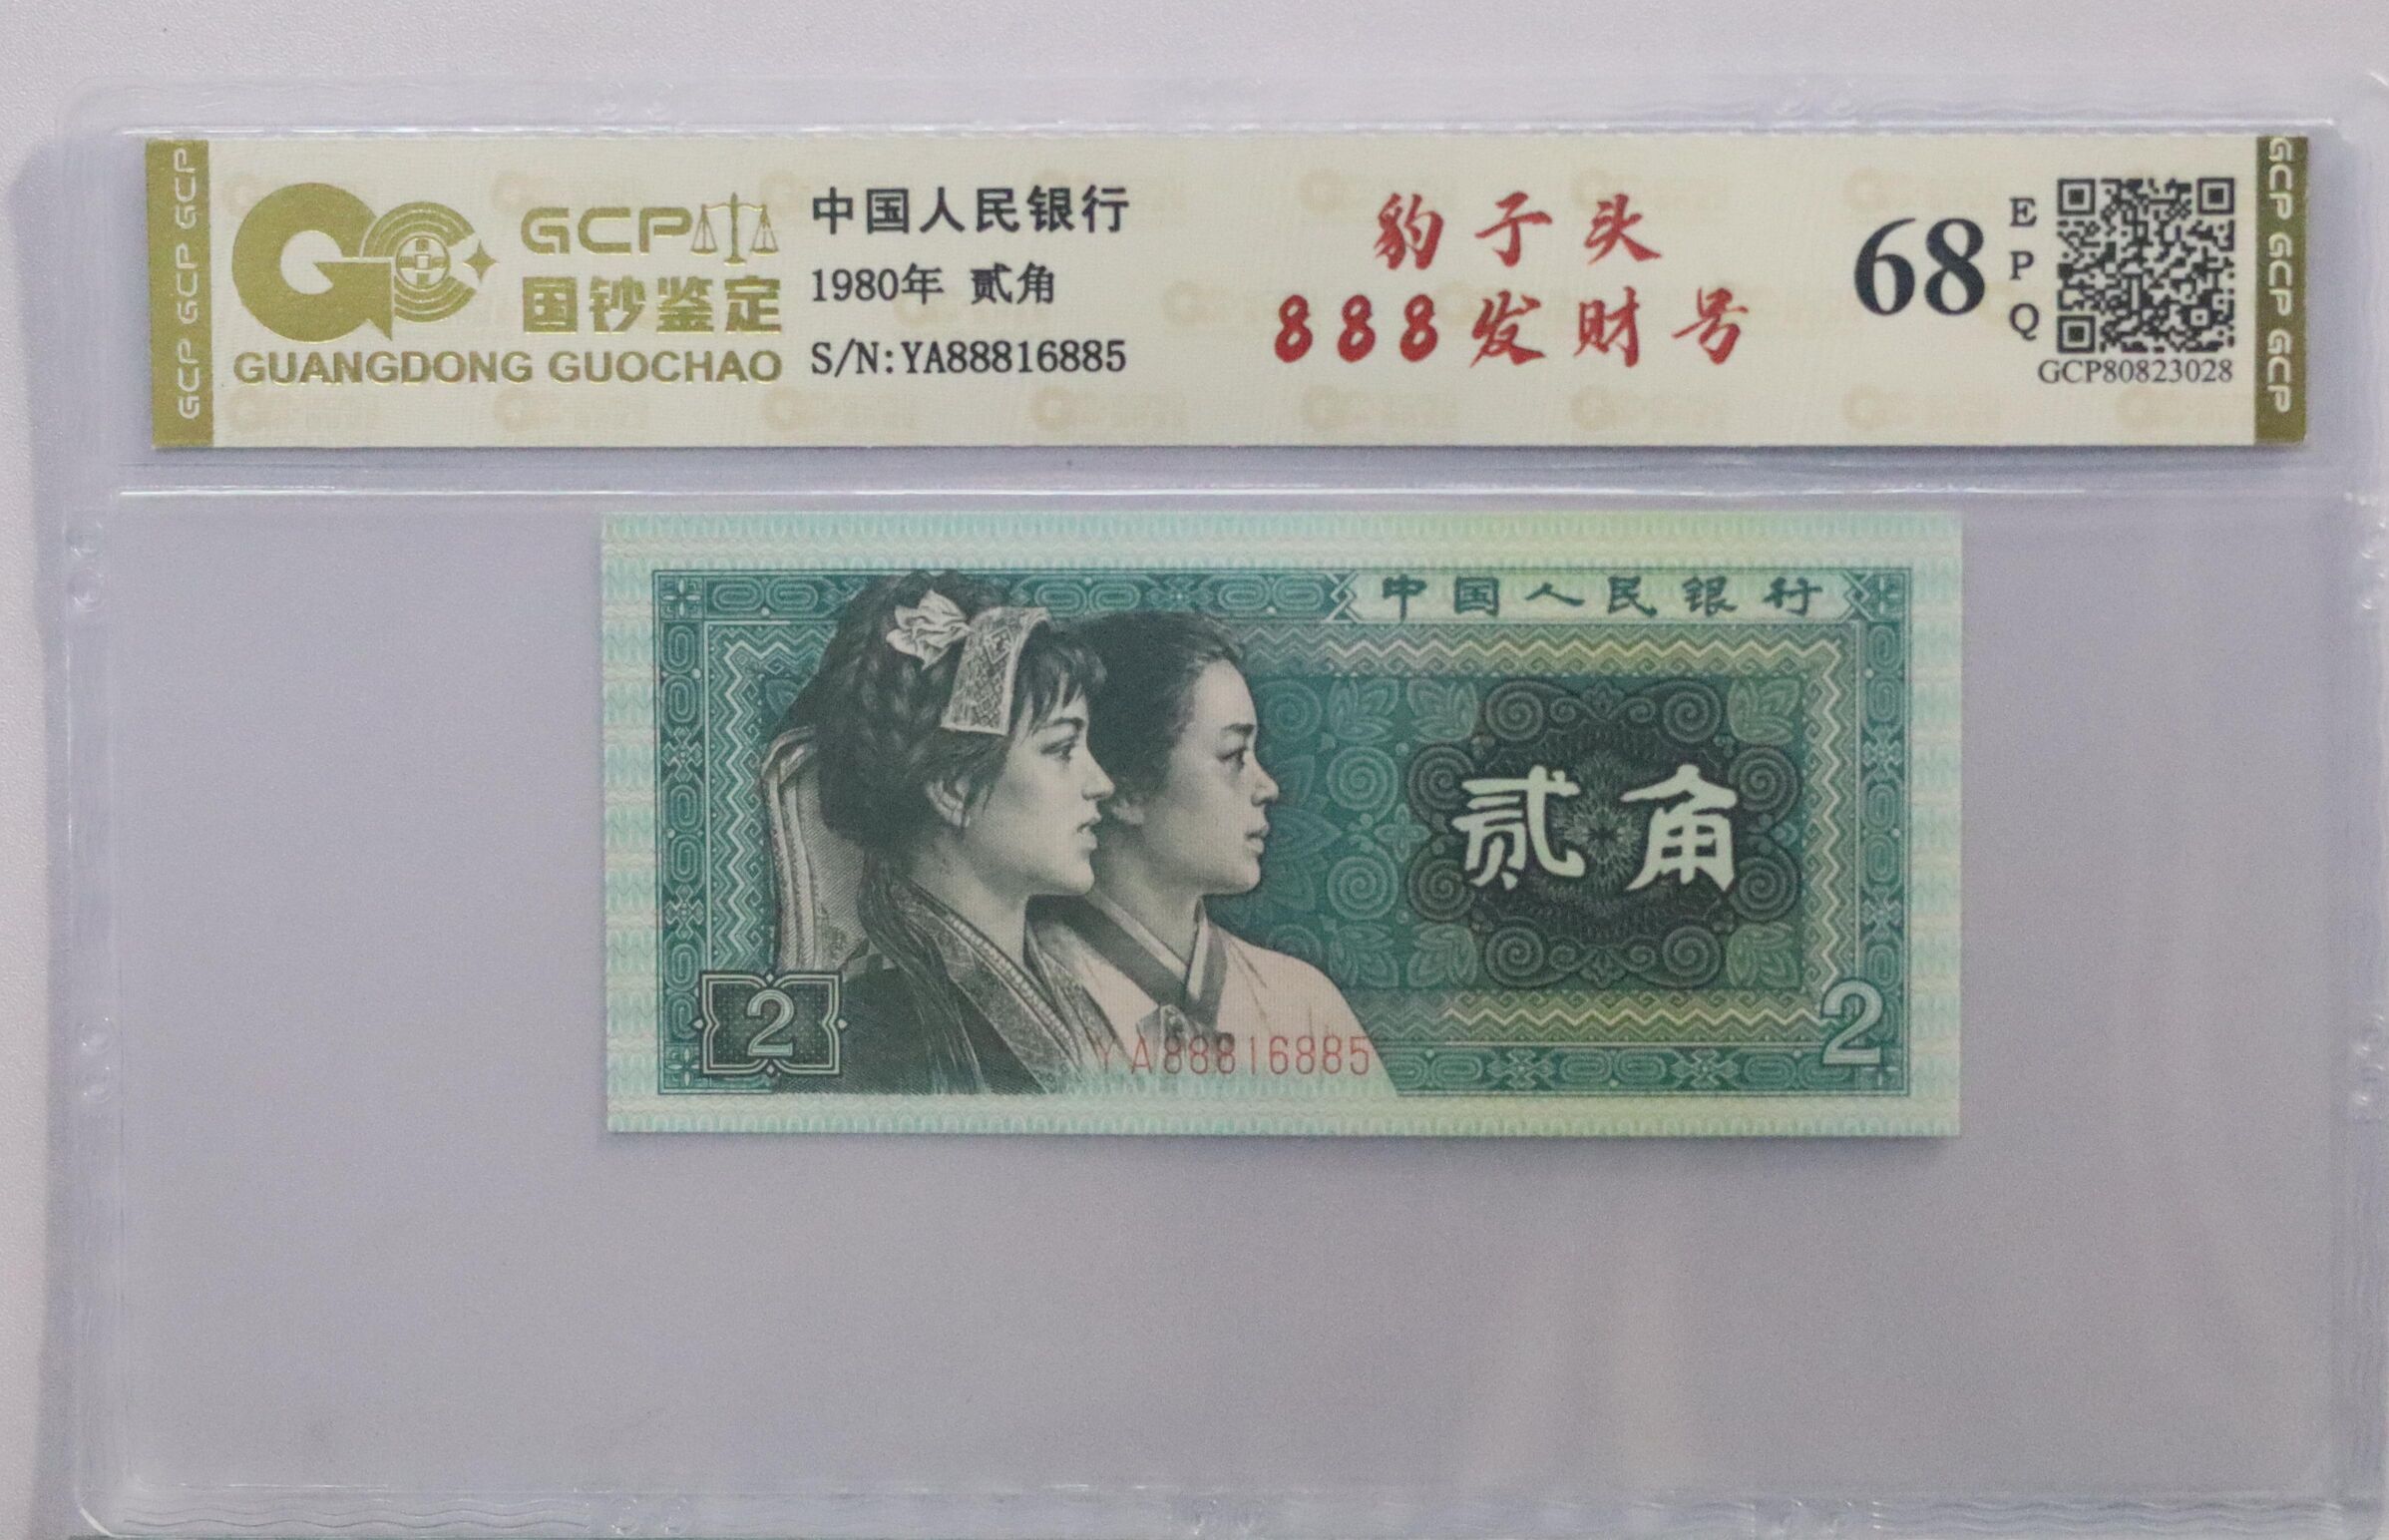 GCP GCP GCP
GCP
国钞鉴定
GUANGDONG GUOCHAO
中国人民银行
1980年 贰角
S/N:YA88816885
豹子头
888发财号
68
EPQ
GCP80823028
GCP GCP GCP
中国人民银行
贰角
2
YA88816885
2